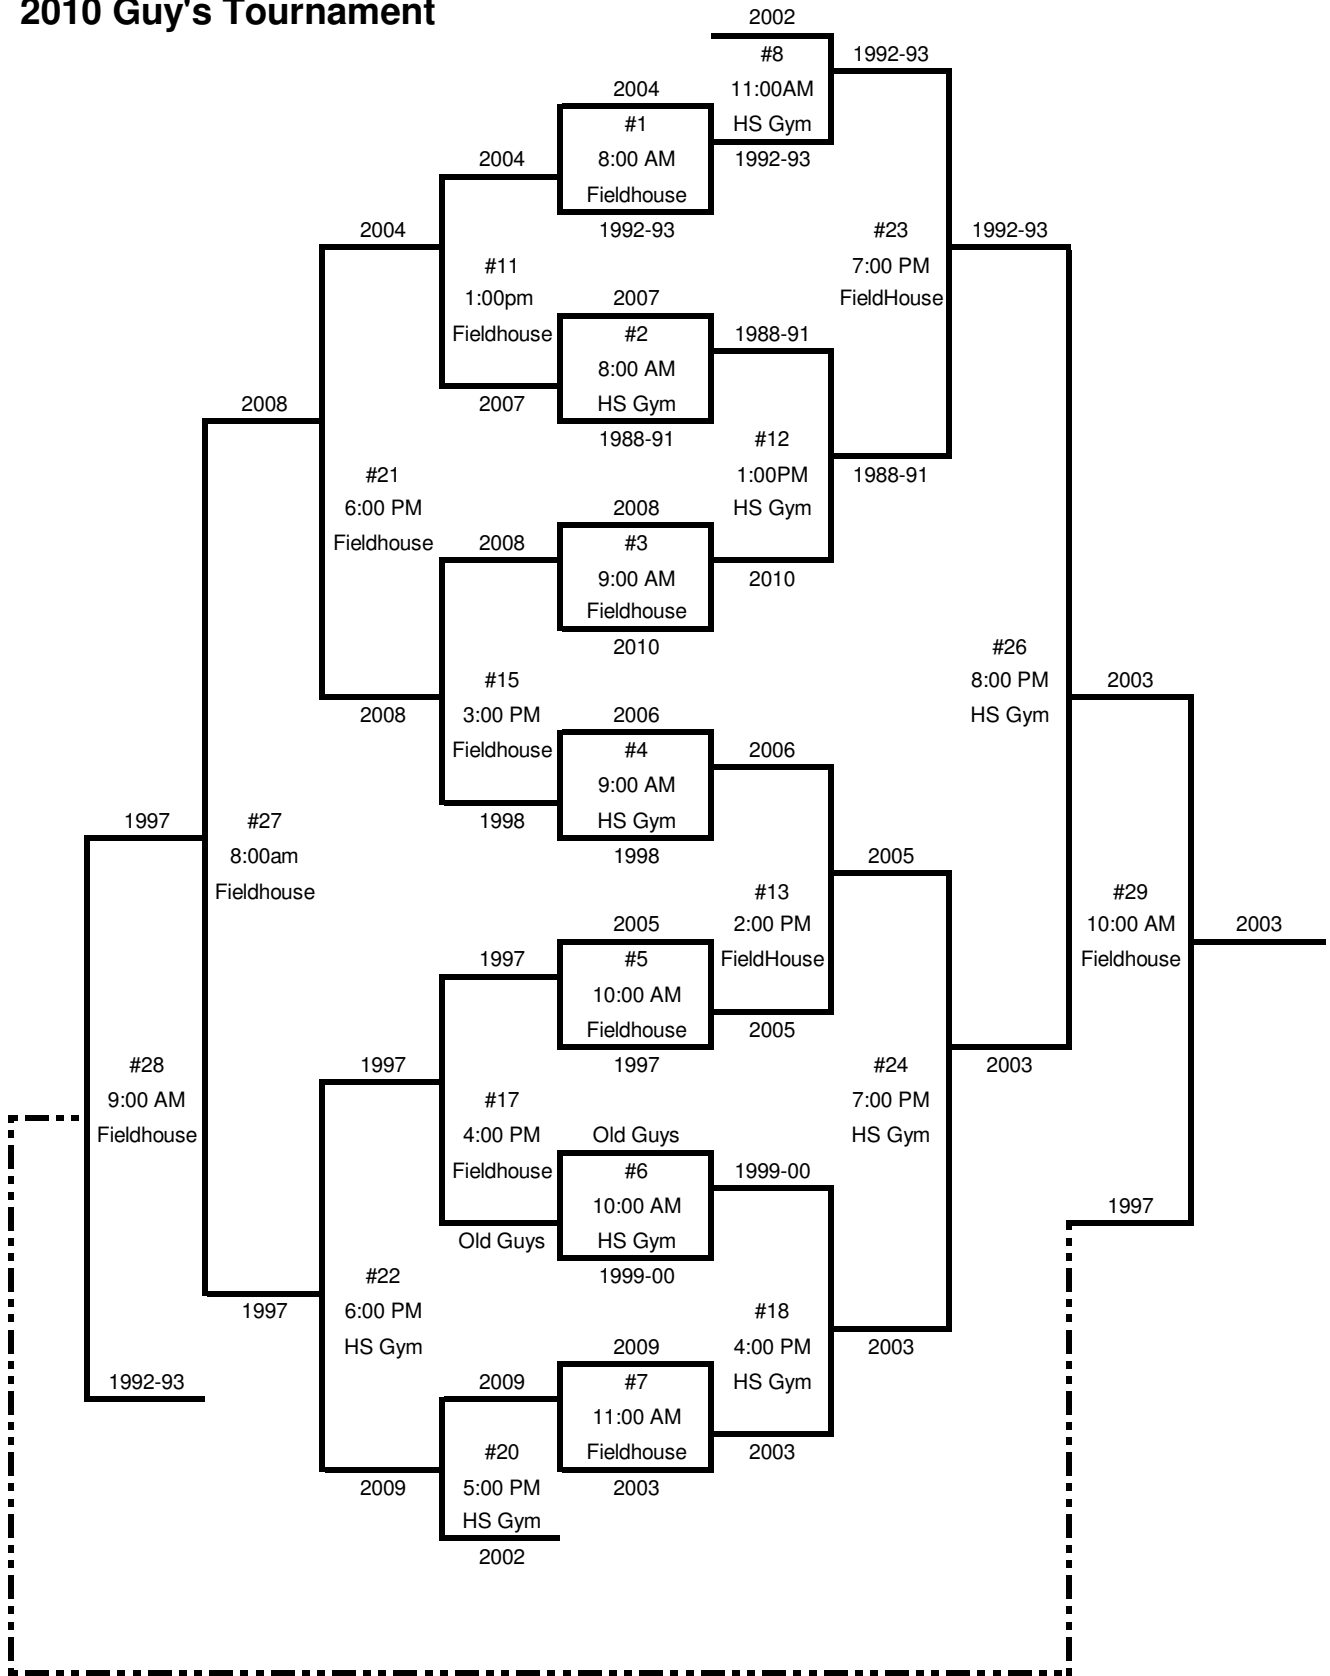 2010 Guy's Tournament
2002
#8
1992-93
2004
11:00AM
#1
HS Gym
2004
8:00 AM
1992-93
Fieldhouse
2004
1992-93
#23
1992-93
#11
7:00 PM
1:00pm
2007
FieldHouse
Fieldhouse
#2
1988-91
8:00 AM
2008
2007
HS Gym
1988-91
#12
#21
1:00PM
1988-91
6:00 PM
2008
HS Gym
Fieldhouse
2008
#3
9:00 AM
2010
Fieldhouse
2010
#26
#15
8:00 PM
2003
2008
3:00 PM
2006
HS Gym
Fieldhouse
#4
2006
9:00 AM
1997
#27
1998
HS Gym
8:00am
1998
2005
Fieldhouse
#13
#29
2005
2:00 PM
10:00 AM
2003
1997
#5
FieldHouse
Fieldhouse
10:00 AM
Fieldhouse
2005
#28
1997
1997
#24
2003
9:00 AM
#17
7:00 PM
Fieldhouse
4:00 PM
Old Guys
HS Gym
Fieldhouse
#6
1999-00
10:00 AM
1997
Old Guys
HS Gym
#22
1999-00
1997
6:00 PM
#18
HS Gym
2009
4:00 PM
2003
1992-93
2009
#7
HS Gym
11:00 AM
#20
Fieldhouse
2003
2009
5:00 PM
2003
HS Gym
2002